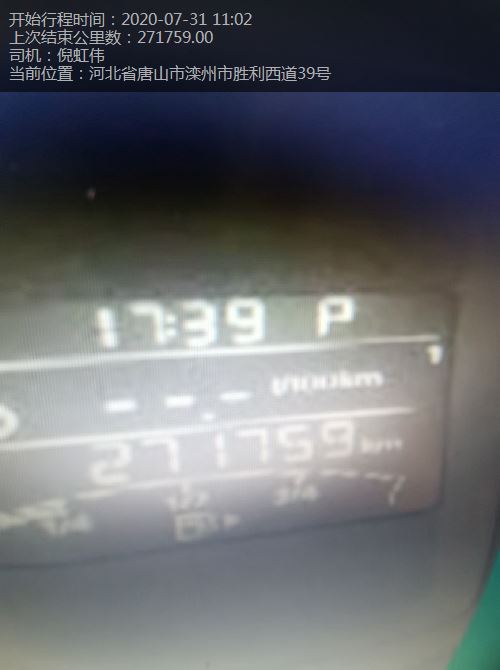 开始行程时间：2020-07-31 11:02
上次结束公里数：271759.00
司机：倪虹伟
当前位置：河北省唐山市滦州市胜利西道39号
17:39 P
--.- l/100km
271759 km
1/2 3/4